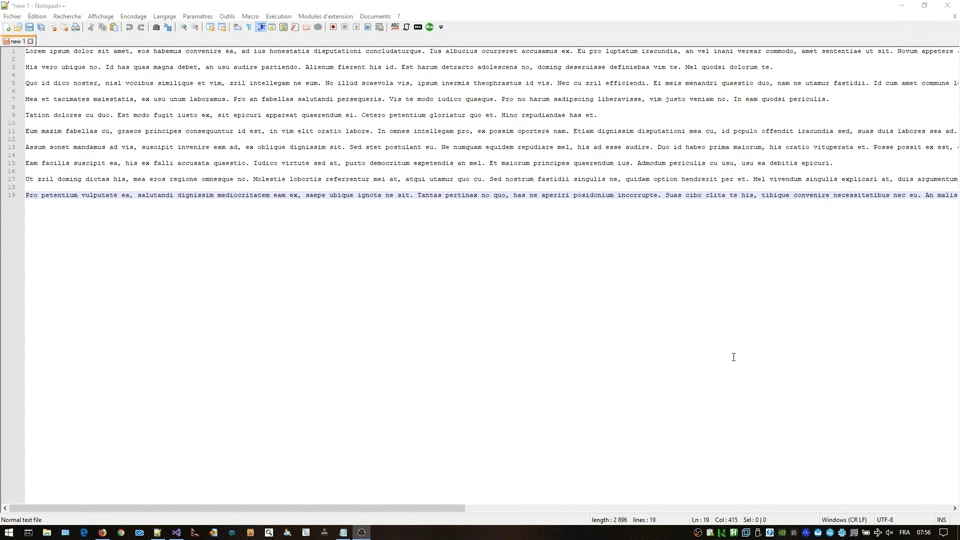 *new 1 - Notepad++
Fichier Édition Recherche Affichage Encodage Langage Paramètres Outils Macro Exécution Modules d'extension Documents ? X
new 1
1 Lorem ipsum dolor sit amet, eos habemus convenire ea, ad ius honestatis disputationi concludaturque. Ius albucius ocurreret accusamus ex. Eu pro luptatum iracundia, an vel inani verear commodo, amet sententiae ut sit. Novum appetere
2
3 His vero ubique no. Id has quas magna debet, an usu audire partiendo. Alienum fierent his id. Est harum detracto adolescens no, doming deseruisse definiebas vim te. Mel quodsi dolorum te.
4
5 Quo id dico noster, nisl vocibus similique et vim, zril intellegam ne eum. No illud scaevola vis, ipsum inermis theophrastus id vis. Nec cu zril efficiendi. Ei meis menandri quaestio duo, nam ne utamur fastidii. Id cum amet commune
6
7 Mea et tacimates maiestatis, ex usu unum laboramus. Pro an fabellas salutandi persequeris. Vis te modo iudico quaeque. Pro no harum sadipscing liberavisse, vim justo veniam no. In eam quodsi periculis.
8
9 Tation dolores cu duo. Est modo fugit iusto ex, sit epicuri appareat quaerendum ei. Cetero petentium gloriatur quo et. Hinc repudiandae has et.
10
11 Eum mazim fabellas cu, graece principes consequuntur id est, in vim elit oratio labore. In omnes intellegam pro, ex possim oportere nam. Etiam dignissim disputationi mea cu, id populo offendit iracundia sed, suas duis labores sea ad.
12
13 Assum sonet mandamus ad vis, suscipit invenire eam ad, ex oblique dignissim sit. Sed stet postulant eu. Ne numquam equidem repudiare mel, his ad esse audire. Duo id habeo prima maiorum, his oratio vituperata et. Posse possit ex est,
14
15 Eam facilis suscipit ea, his ex falli accusata quaestio. Iudico virtute sed at, purto democritum expetendis an mel. Et maiorum principes quaerendum ius. Admodum periculis cu usu, usu ea debitis epicuri.
16
17 Ut zril doming dictas his, mea eros regione omnesque no. Molestie lobortis referrentur mei at, atqui utamur quo cu. Sed nostrum fastidii singulis ne, quidam option hendrerit per et. Mel vivendum singulis explicari at, duis argumentum
18
19 Pro petentium vulputate ea, salutandi dignissim mediocritatem eam ex, saepe ubique ignota ne sit. Tantas pertinax no quo, has ne aperiri posidonium incorrupte. Suas cibo clita te his, tibique convenire necessitatibus nec eu. An malis
Normal text file length : 2 896 lines : 19 Ln : 19 Col : 415 Sel : 0 | 0 Windows (CR LF) UTF-8 INS
FRA 07:56